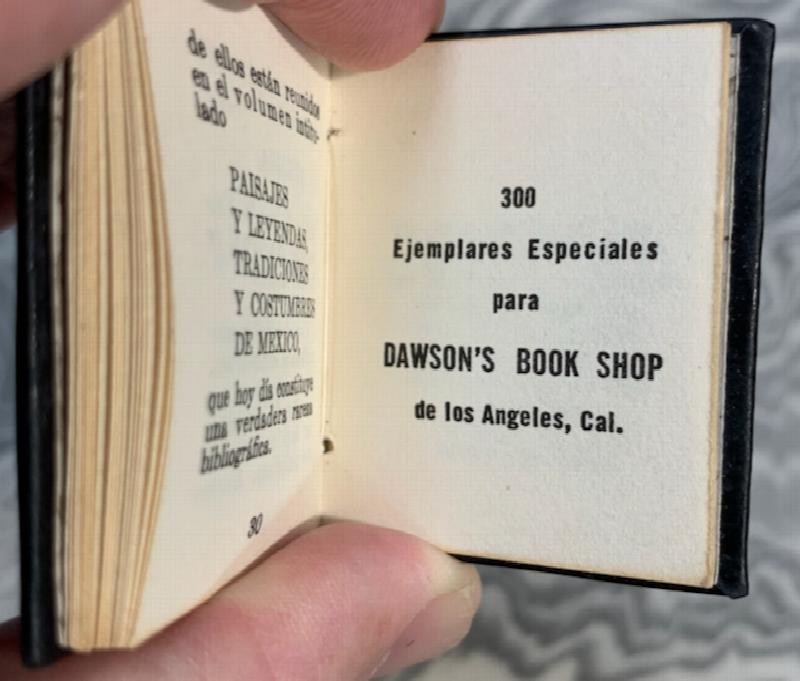 de ellos están reunidos
en el volumen intitu-
lado
PAISAJES
Y LEYENDAS,
TRADICIONES
Y COSTUMBRES
DE MEXICO,
que hoy día constituye
una verdadera rareza
bibliográfica.
30
300
Ejemplares Especiales
para
DAWSON'S BOOK SHOP
de los Angeles, Cal.